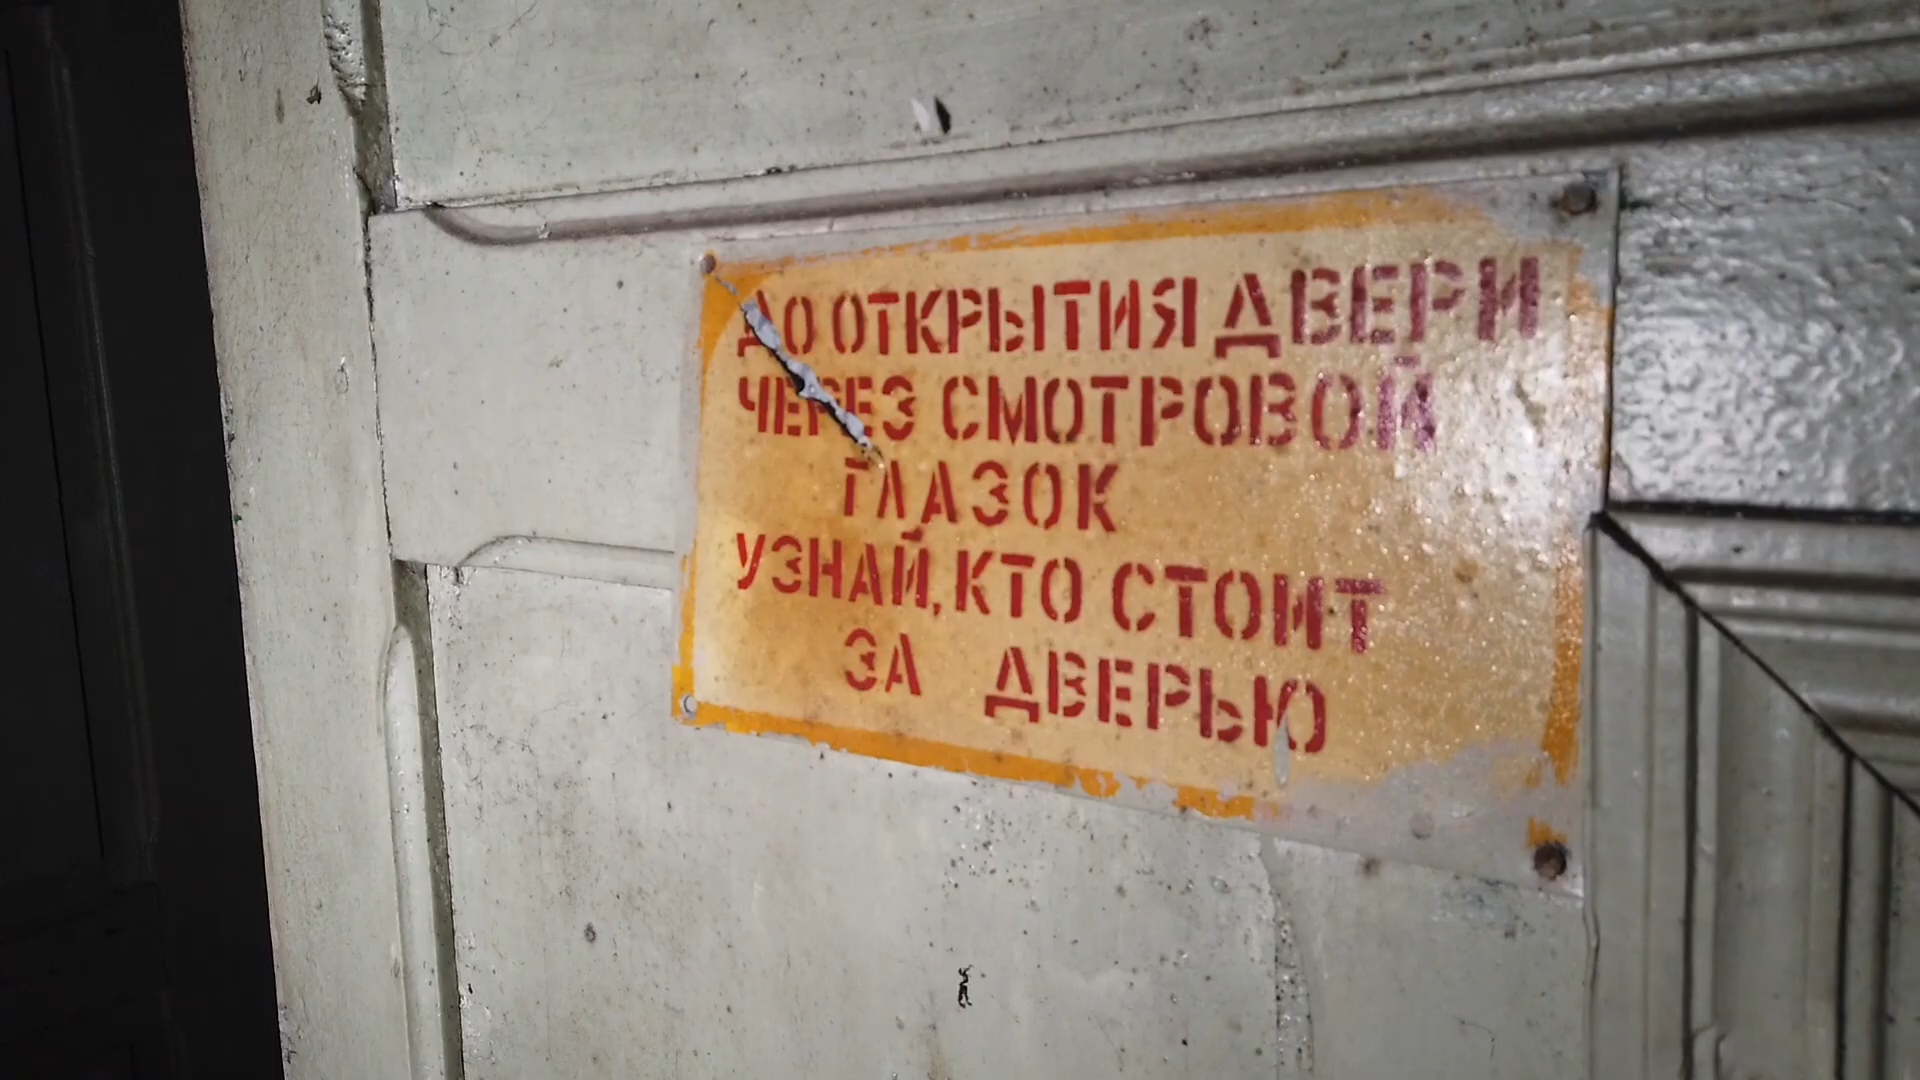 ДО ОТКРЫТИЯ ДВЕРИ
ЧЕРЕЗ СМОТРОВОЙ
ГЛАЗОК
УЗНАЙ, КТО СТОИТ
ЗА ДВЕРЬЮ